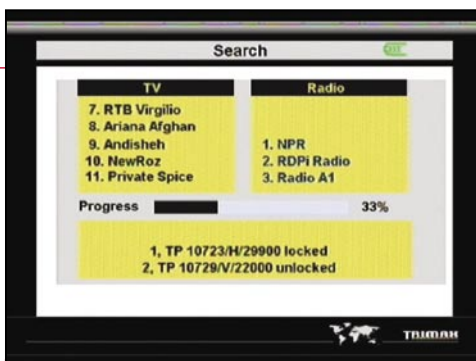 Search
TV
7. RTB Virgilio
8. Ariana Afghan
9. Andisheh
10. NewRoz
11. Private Spice
Radio
1. NPR
2. RDPi Radio
3. Radio A1
Progress 33%
1, TP 10723/H/29900 locked
2, TP 10729/V/22000 unlocked
TRIMAX